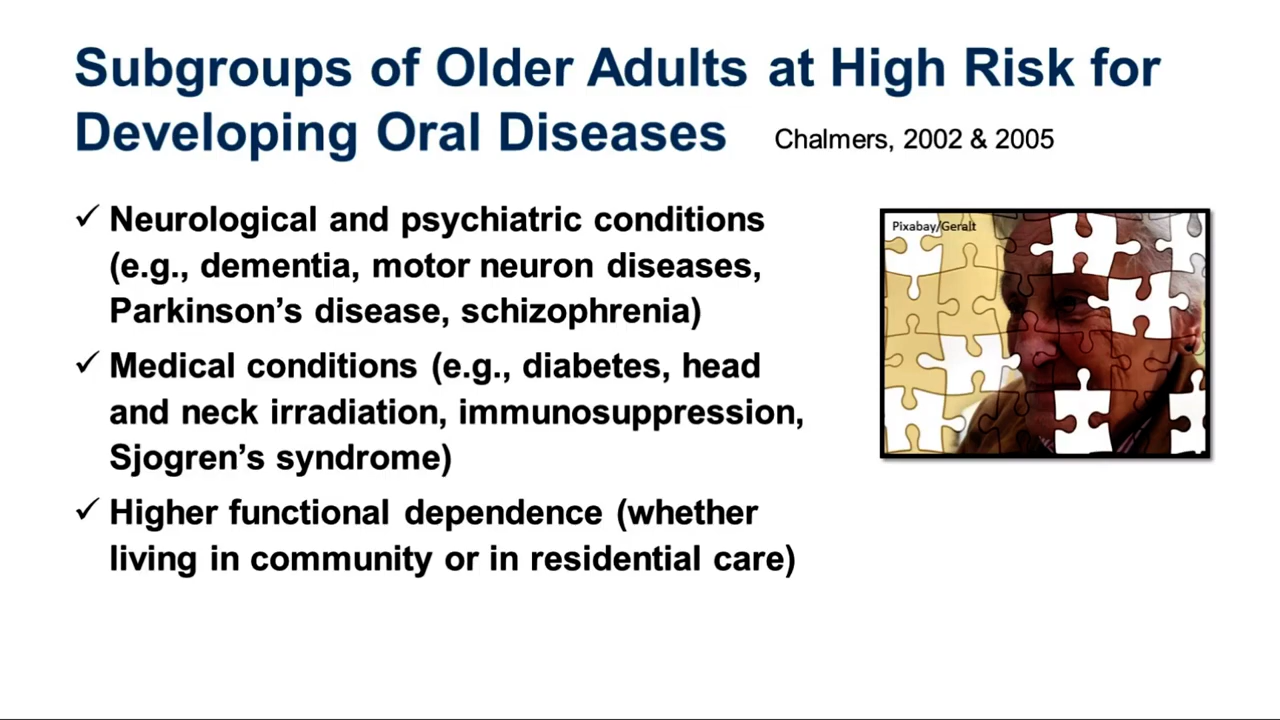 Subgroups of Older Adults at High Risk for
Developing Oral Diseases Chalmers, 2002 & 2005
✓ Neurological and psychiatric conditions
(e.g., dementia, motor neuron diseases,
Parkinson’s disease, schizophrenia)
✓ Medical conditions (e.g., diabetes, head
and neck irradiation, immunosuppression,
Sjogren’s syndrome)
✓ Higher functional dependence (whether
living in community or in residential care)
Pixabay/Geralt